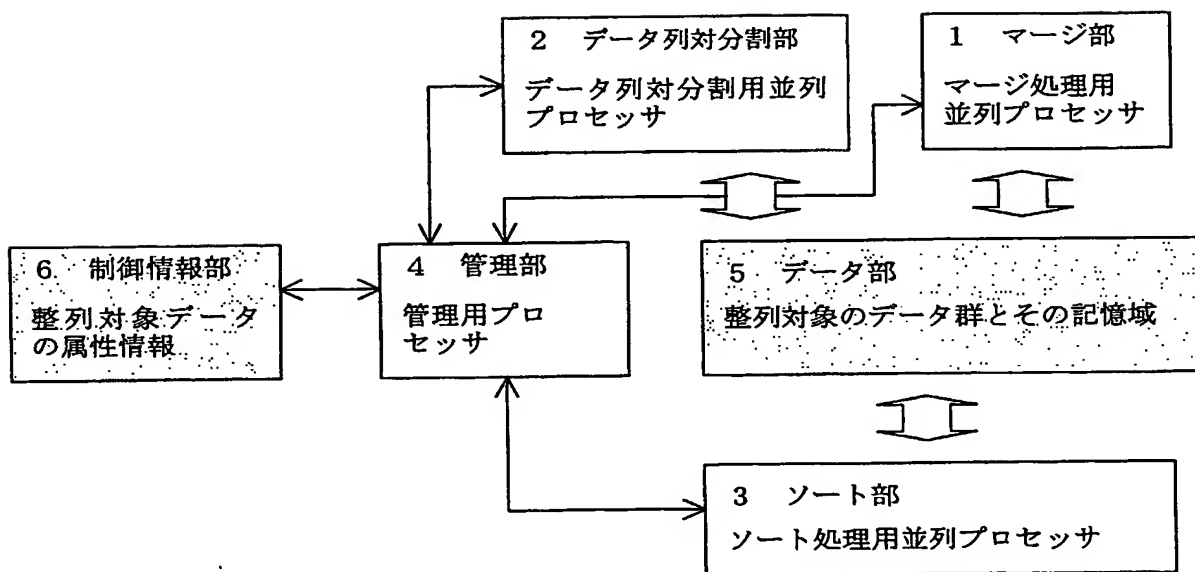 2 データ列対分割部
データ列対分割用並列
プロセッサ
1 マージ部
マージ処理用
並列プロセッサ
6. 制御情報部
整列対象データ
の属性情報
4 管理部
管理用プロ
セッサ
5 データ部
整列対象のデータ群とその記憶域
3 ソート部
ソート処理用並列プロセッサ